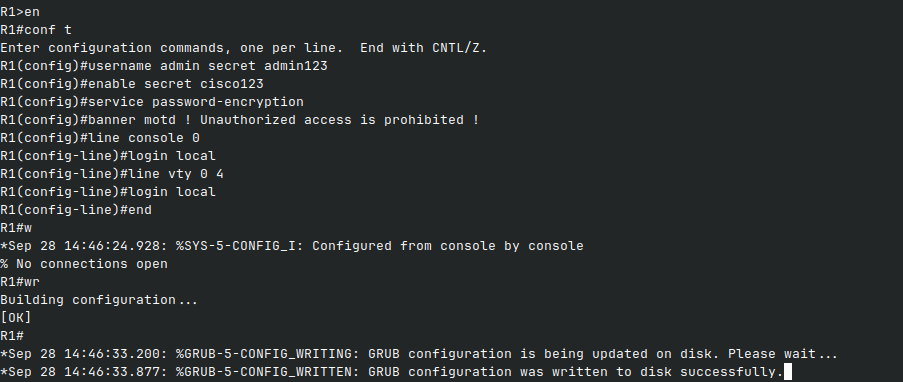 R1>en
R1#conf t
Enter configuration commands, one per line.  End with CNTL/Z.
R1(config)#username admin secret admin123
R1(config)#enable secret cisco123
R1(config)#service password-encryption
R1(config)#banner motd ! Unauthorized access is prohibited !
R1(config)#line console 0
R1(config-line)#login local
R1(config-line)#line vty 0 4
R1(config-line)#login local
R1(config-line)#end
R1#w
*Sep 28 14:46:24.928: %SYS-5-CONFIG_I: Configured from console by console
% No connections open
R1#wr
Building configuration...
[OK]
R1#
*Sep 28 14:46:33.200: %GRUB-5-CONFIG_WRITING: GRUB configuration is being updated on disk. Please wait...
*Sep 28 14:46:33.877: %GRUB-5-CONFIG_WRITTEN: GRUB configuration was written to disk successfully.